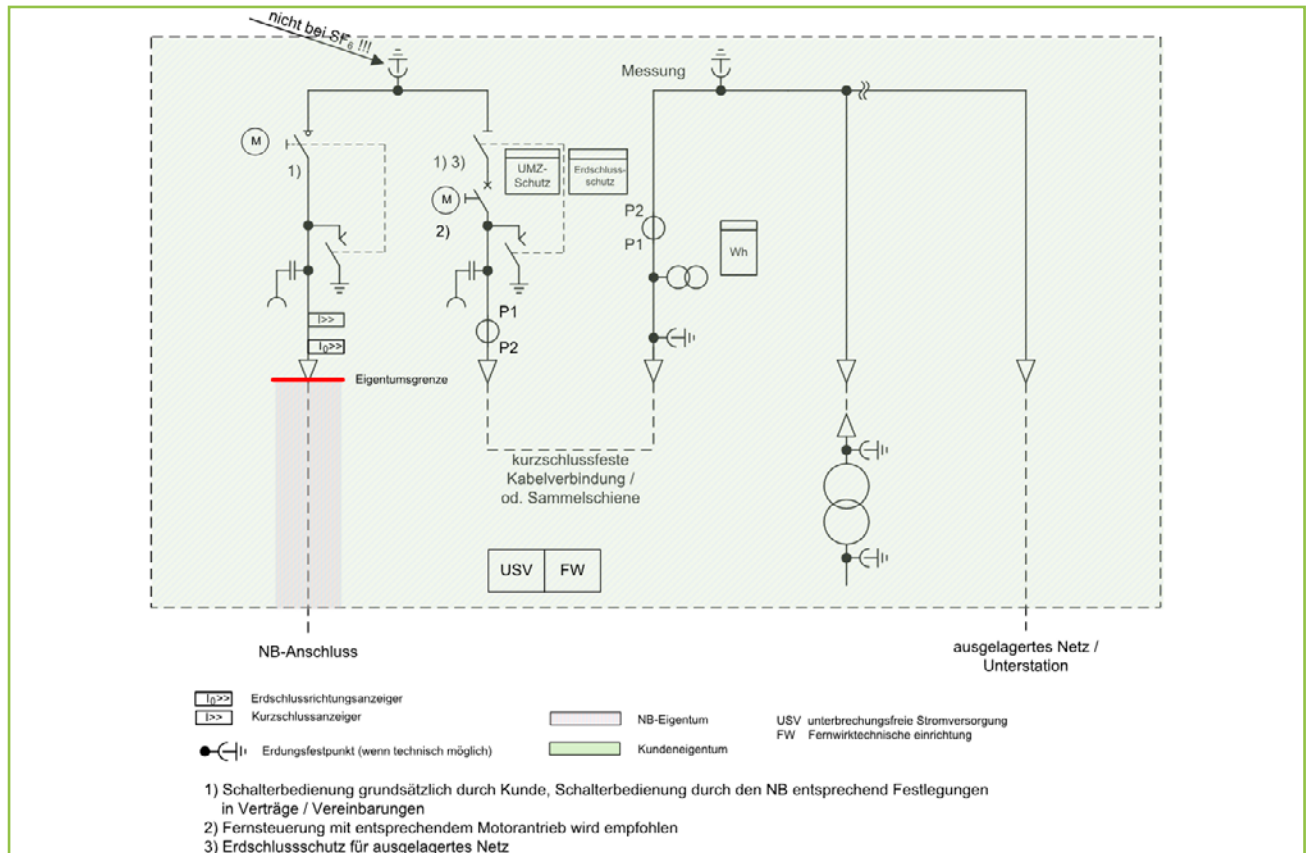 nicht bei SF₆ !!!
Messung
M
1)
1) 3)
UMZ-
Schutz
Erdschluss-
schutz
M
2)
P2
P1
Wh
I>>
I₀>>
P1
P2
Eigentumsgrenze
kurzschlussfeste
Kabelverbindung /
od. Sammelschiene
USV FW
NB-Anschluss
ausgelagertes Netz /
Unterstation
I₀>> Erdschlussrichtungsanzeiger
I>> Kurzschlussanzeiger
Erdungsfestpunkt (wenn technisch möglich)
NB-Eigentum
Kundeneigentum
USV unterbrechungsfreie Stromversorgung
FW Fernwirktechnische einrichtung
1) Schalterbedienung grundsätzlich durch Kunde, Schalterbedienung durch den NB entsprechend Festlegungen
in Verträge / Vereinbarungen
2) Fernsteuerung mit entsprechendem Motorantrieb wird empfohlen
3) Erdschlussschutz für ausgelagertes Netz